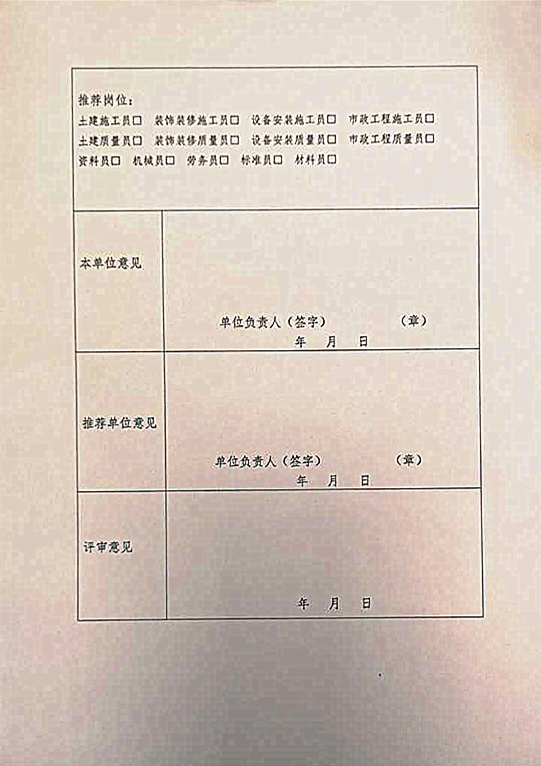 推荐岗位：
土建施工员□ 装饰装修施工员□ 设备安装施工员□ 市政工程施工员□
土建质量员□ 装饰装修质量员□ 设备安装质量员□ 市政工程质量员□
资料员□ 机械员□ 劳务员□ 标准员□ 材料员□
本单位意见
单位负责人（签字） （章）
年 月 日
推荐单位意见
单位负责人（签字） （章）
年 月 日
评审意见
年 月 日